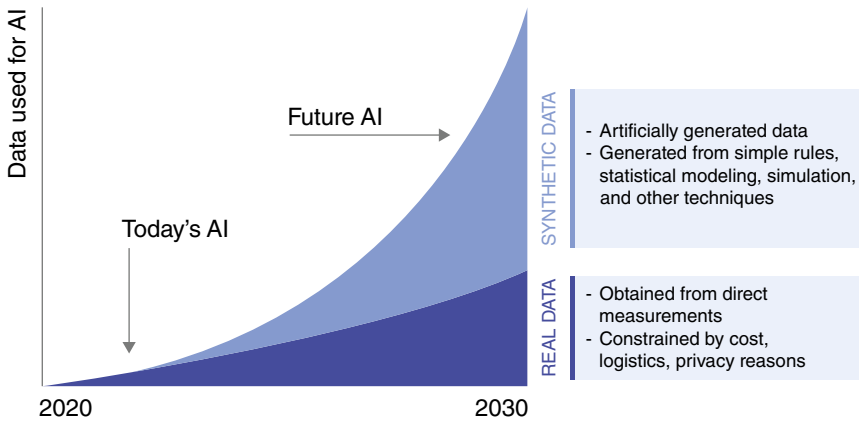 Data used for AI
Future AI
Today's AI
2020
2030
SYNTHETIC DATA
- Artificially generated data
- Generated from simple rules,
statistical modeling, simulation,
and other techniques
REAL DATA
- Obtained from direct
measurements
- Constrained by cost,
logistics, privacy reasons